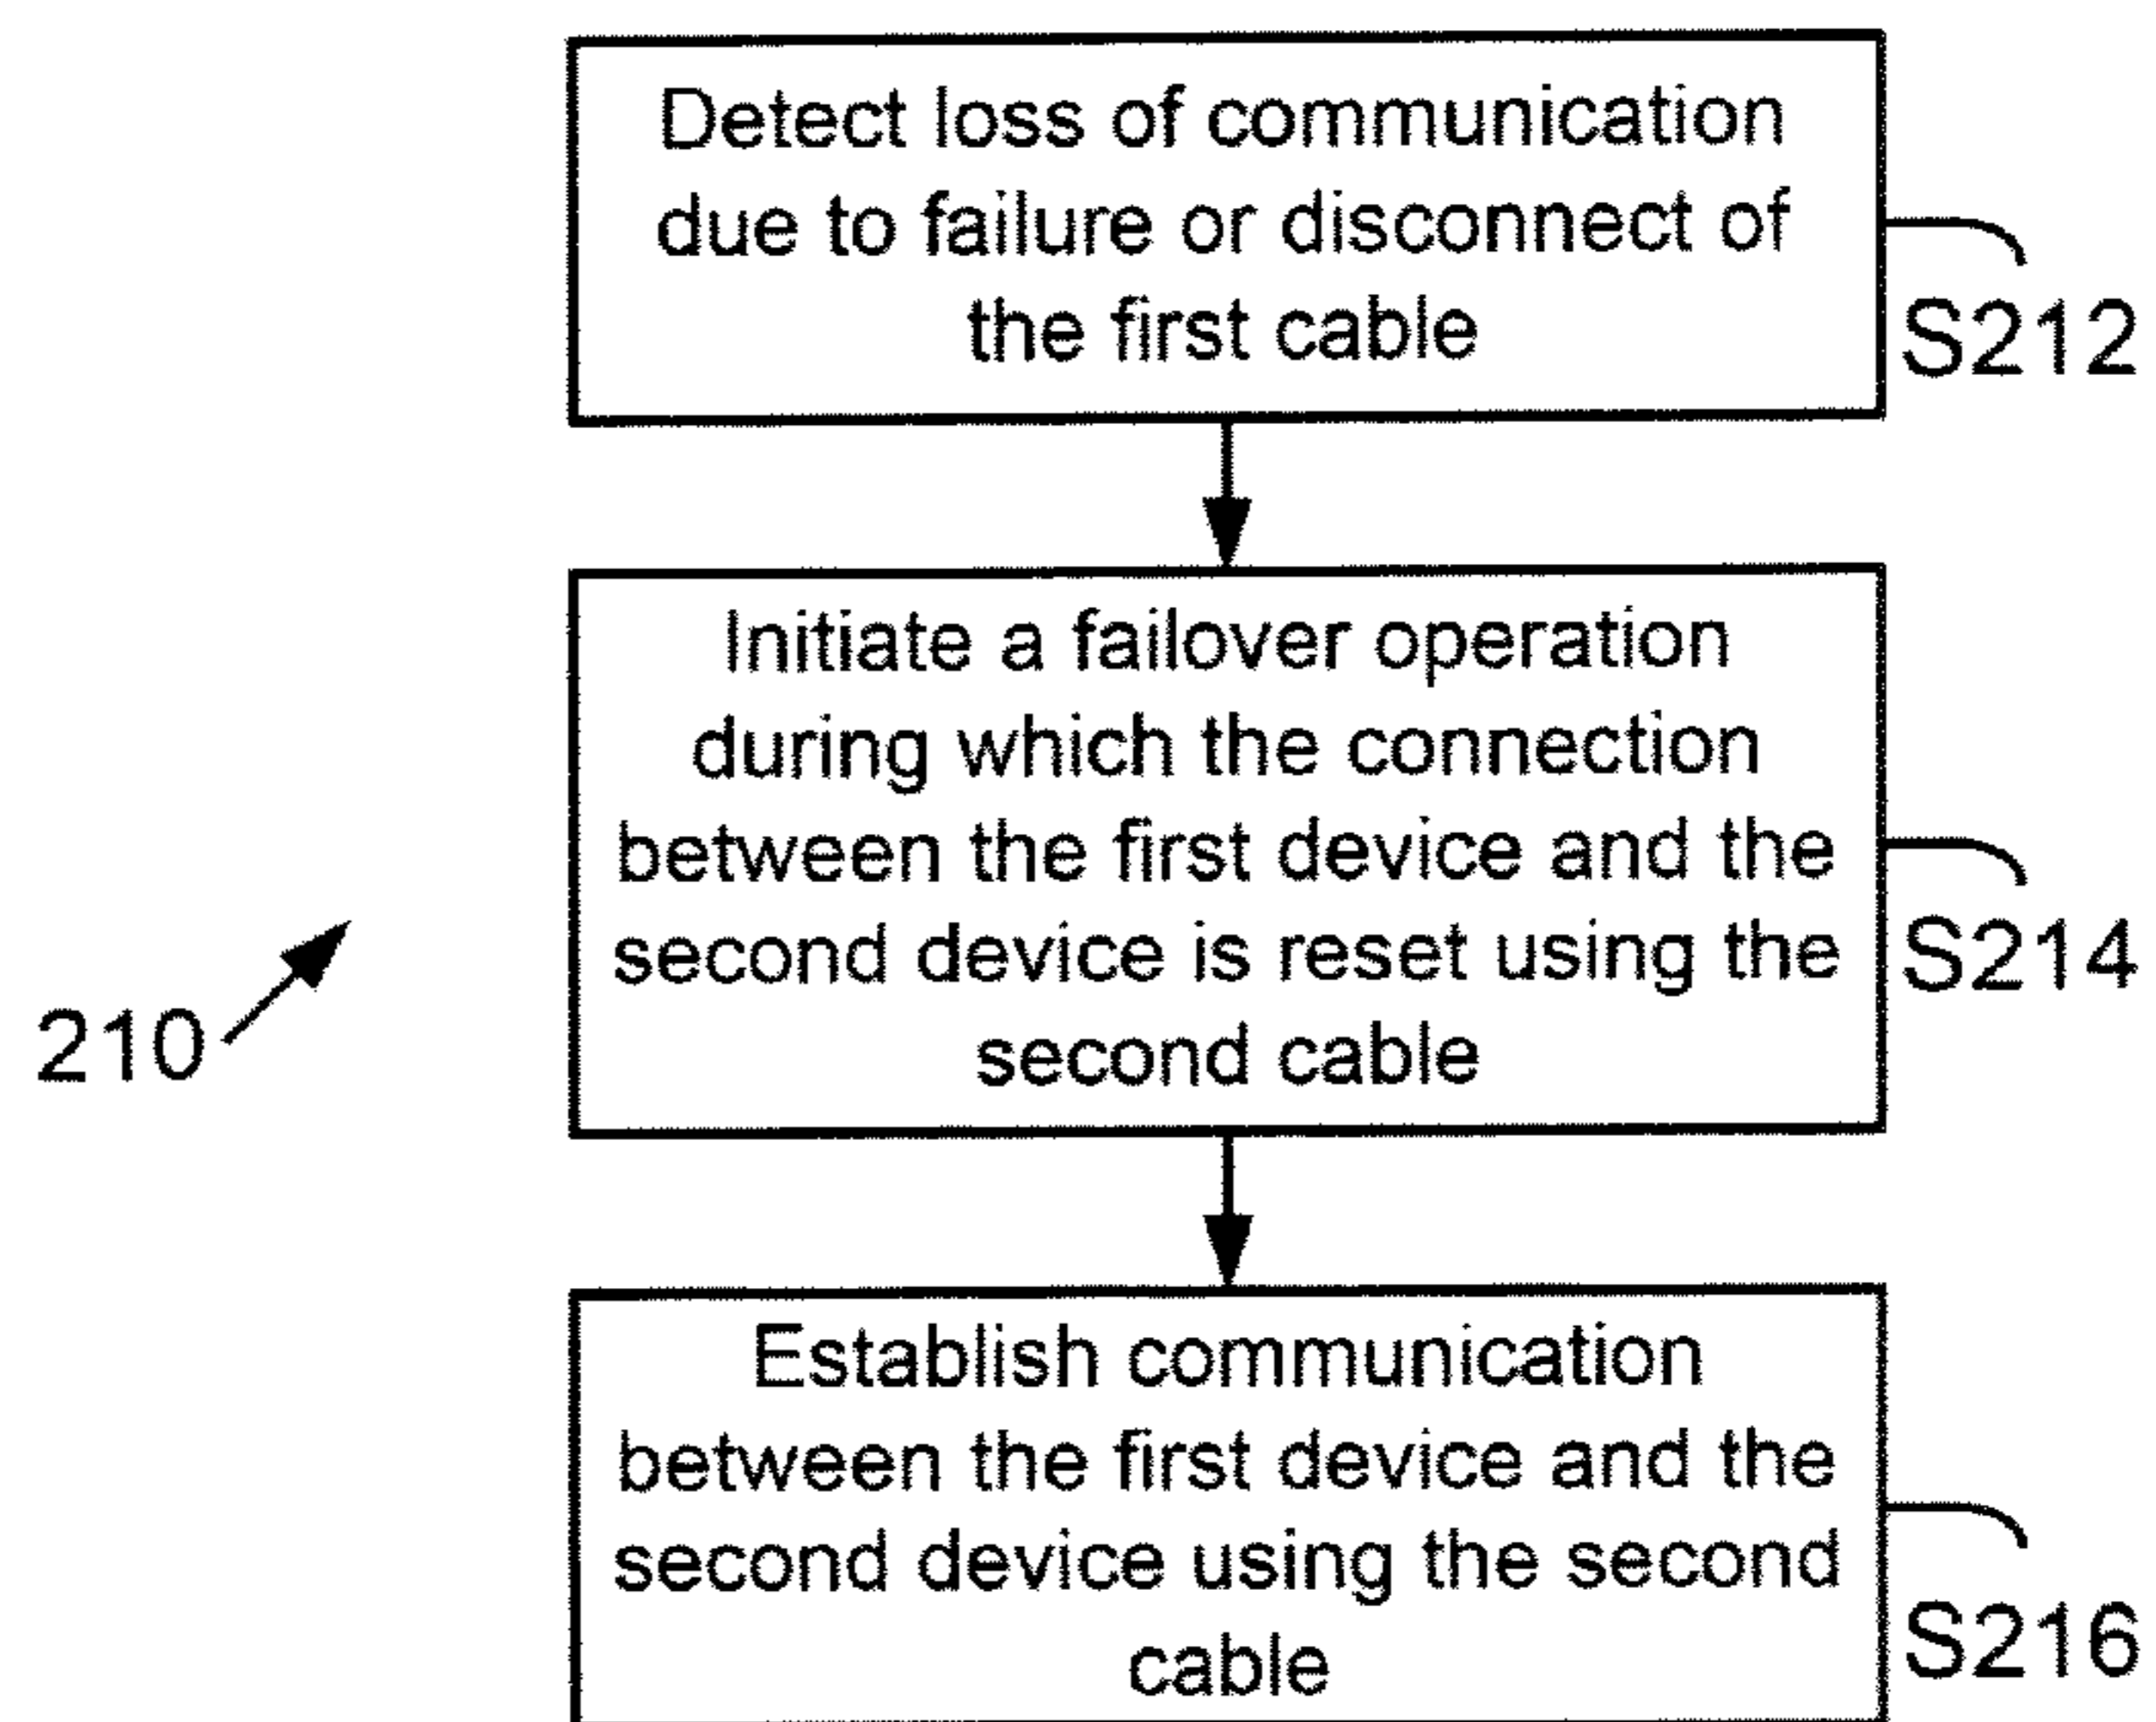 Detect loss of communication
due to failure or disconnect of
the first cable
S212
Initiate a failover operation
during which the connection
between the first device and the
second device is reset using the
second cable
S214
210
Establish communication
between the first device and the
second device using the second
cable
S216